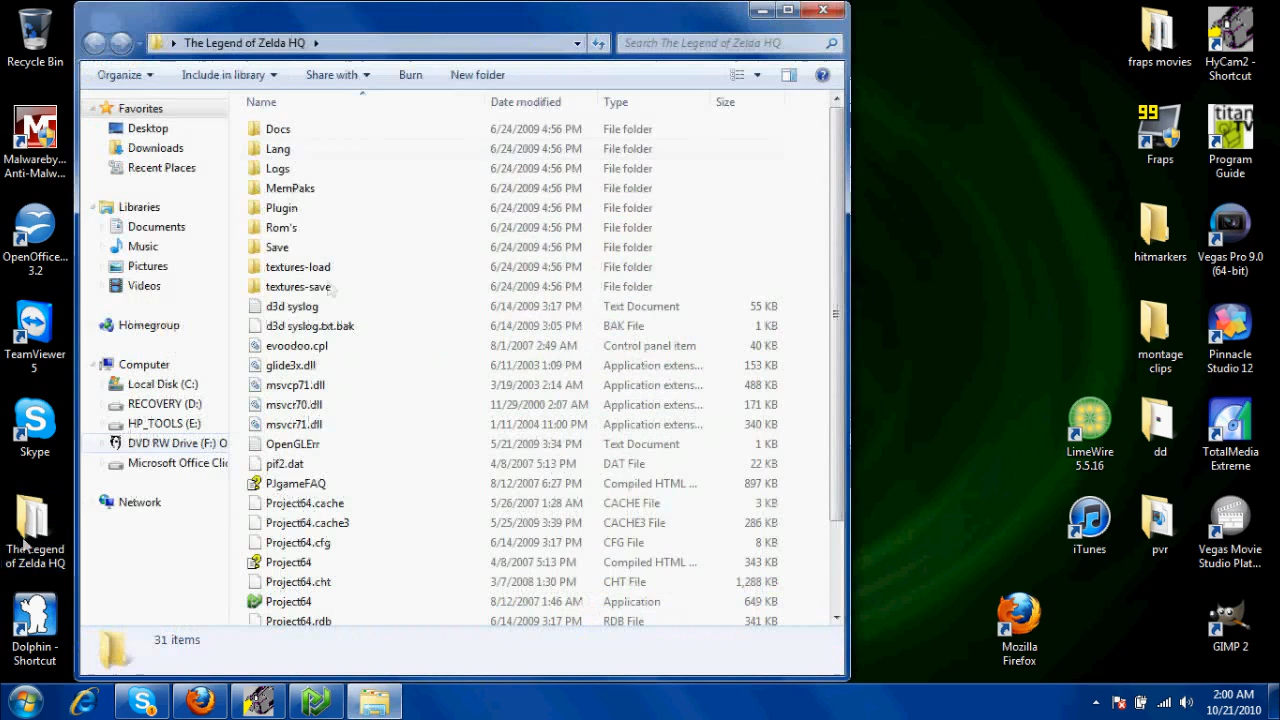 Recycle Bin
Malwareby...
Anti-Malw...
OpenOffice...
3.2
TeamViewer
5
Skype
The Legend
of Zelda HQ
Dolphin -
Shortcut
The Legend of Zelda HQ
Search The Legend of Zelda HQ
Organize Include in library Share with Burn New folder
Favorites
Desktop
Downloads
Recent Places
Libraries
Documents
Music
Pictures
Videos
Homegroup
Computer
Local Disk (C:)
RECOVERY (D:)
HP_TOOLS (E:)
DVD RW Drive (F:) O
Microsoft Office Clic
Network
Name Date modified Type Size
Docs 6/24/2009 4:56 PM File folder
Lang 6/24/2009 4:56 PM File folder
Logs 6/24/2009 4:56 PM File folder
MemPaks 6/24/2009 4:56 PM File folder
Plugin 6/24/2009 4:56 PM File folder
Rom's 6/24/2009 4:56 PM File folder
Save 6/24/2009 4:56 PM File folder
textures-load 6/24/2009 4:56 PM File folder
textures-save 6/24/2009 4:56 PM File folder
d3d syslog 6/14/2009 3:17 PM Text Document 55 KB
d3d syslog.txt.bak 6/14/2009 3:05 PM BAK File 1 KB
evoodoo.cpl 8/1/2007 2:49 AM Control panel item 40 KB
glide3x.dll 6/11/2003 1:09 PM Application extens... 153 KB
msvcp71.dll 3/19/2003 2:14 AM Application extens... 488 KB
msvcr70.dll 11/29/2000 2:07 AM Application extens... 171 KB
msvcr71.dll 1/11/2004 11:00 PM Application extens... 340 KB
OpenGLErr 5/21/2009 3:34 PM Text Document 1 KB
pif2.dat 4/8/2007 5:13 PM DAT File 22 KB
PJgameFAQ 8/12/2007 6:27 PM Compiled HTML ... 897 KB
Project64.cache 5/26/2007 1:28 AM CACHE File 3 KB
Project64.cache3 5/25/2009 3:39 PM CACHE3 File 286 KB
Project64.cfg 6/14/2009 3:17 PM CFG File 8 KB
Project64 4/8/2007 5:13 PM Compiled HTML ... 343 KB
Project64.cht 3/7/2008 1:30 PM CHT File 1,288 KB
Project64 8/12/2007 1:46 AM Application 649 KB
Project64.rdb 6/14/2009 3:17 PM RDB File 341 KB
31 items
fraps movies
HyCam2 -
Shortcut
99
Fraps
titan
TV
Program
Guide
hitmarkers
Vegas Pro 9.0
(64-bit)
montage
clips
Pinnacle
Studio 12
LimeWire
5.5.16
dd
TotalMedia
Extreme
iTunes
pvr
Vegas Movie
Studio Plat...
Mozilla
Firefox
GIMP 2
2:00 AM
10/21/2010